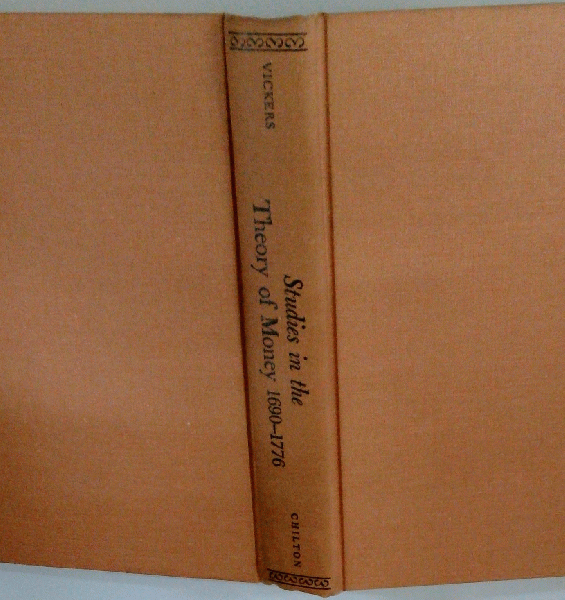 VICKERS
Studies in the
Theory of Money 1690–1776
CHILTON